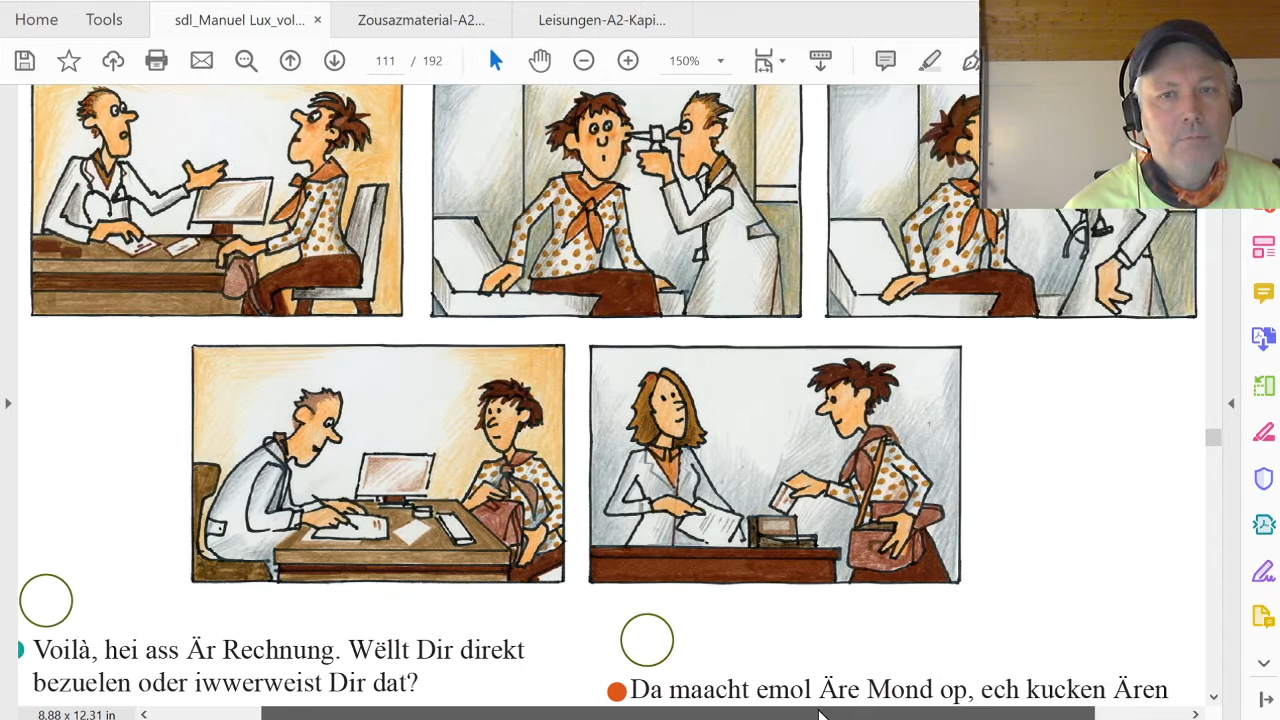 Home
Tools
sdl_Manuel Lux_vol...
×
Zousazmaterial-A2...
Leisungen-A2-Kapi...
111 / 192
150%
Voilà, hei ass Är Rechnung. Wëllt Dir direkt
bezuelen oder iwwerweist Dir dat?
Da maacht emol Äre Mond op, ech kucken Ären
8.88 x 12.31 in